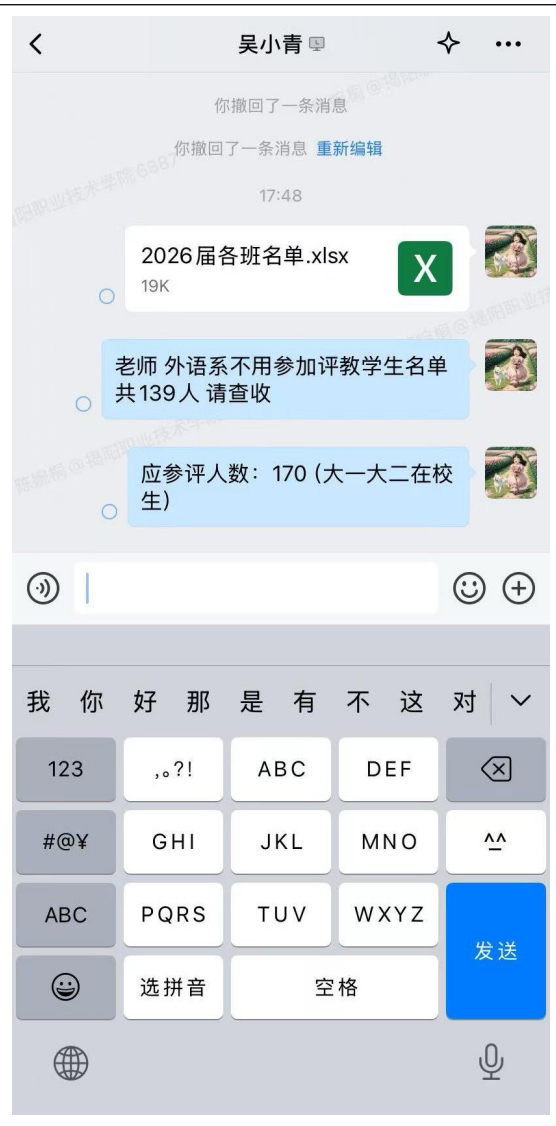 吴小青
你撤回了一条消息
你撤回了一条消息 重新编辑
17:48
2026届各班名单.xlsx
19K
X
老师 外语系不用参加评教学生名单
共139人 请查收
应参评人数：170 (大一大二在校
生)
我 你 好 那 是 有 不 这 对
123 ,。?! ABC DEF
#@¥ GHI JKL MNO ^^
ABC PQRS TUV WXYZ
发送
选拼音 空格